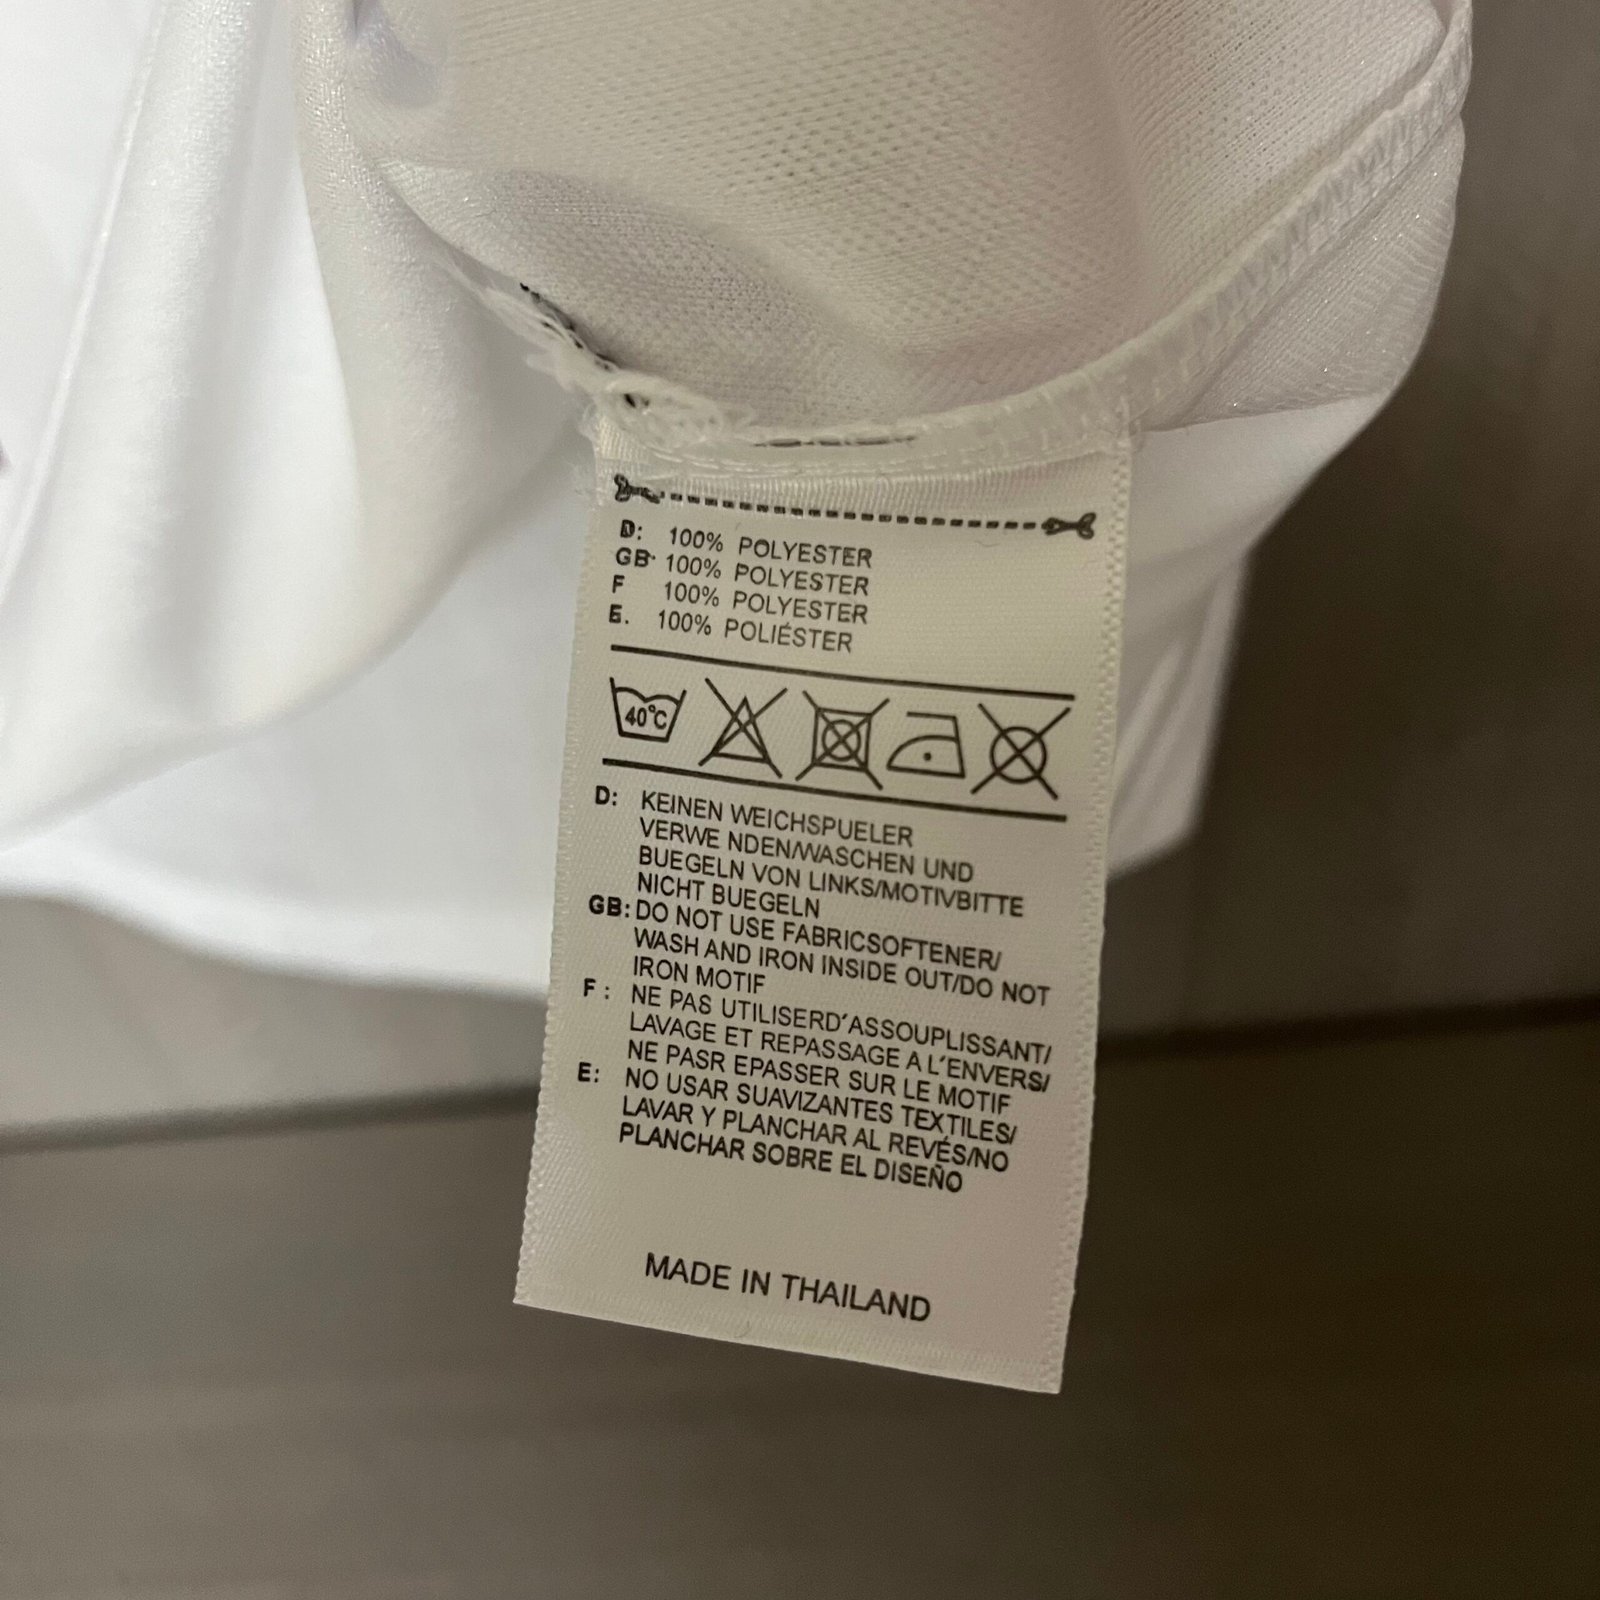 D: 100% POLYESTER
GB· 100% POLYESTER
F 100% POLYESTER
E. 100% POLIÉSTER
40°C
D: KEINEN WEICHSPUELER
VERWE NDEN/WASCHEN UND
BUEGELN VON LINKS/MOTIVBITTE
NICHT BUEGELN
GB: DO NOT USE FABRICSOFTENER/
WASH AND IRON INSIDE OUT/DO NOT
IRON MOTIF
F : NE PAS UTILISERD'ASSOUPLISSANT/
LAVAGE ET REPASSAGE A L'ENVERS/
NE PASR EPASSER SUR LE MOTIF
E: NO USAR SUAVIZANTES TEXTILES/
LAVAR Y PLANCHAR AL REVÉS/NO
PLANCHAR SOBRE EL DISEÑO
MADE IN THAILAND